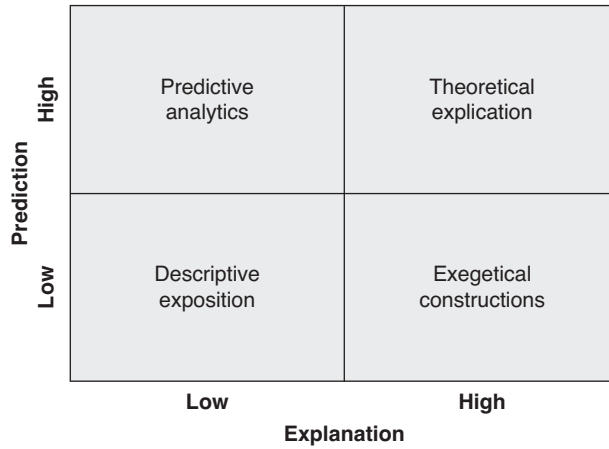 Prediction
High
Predictive
analytics
Theoretical
explication
Low
Descriptive
exposition
Exegetical
constructions
Low
High
Explanation